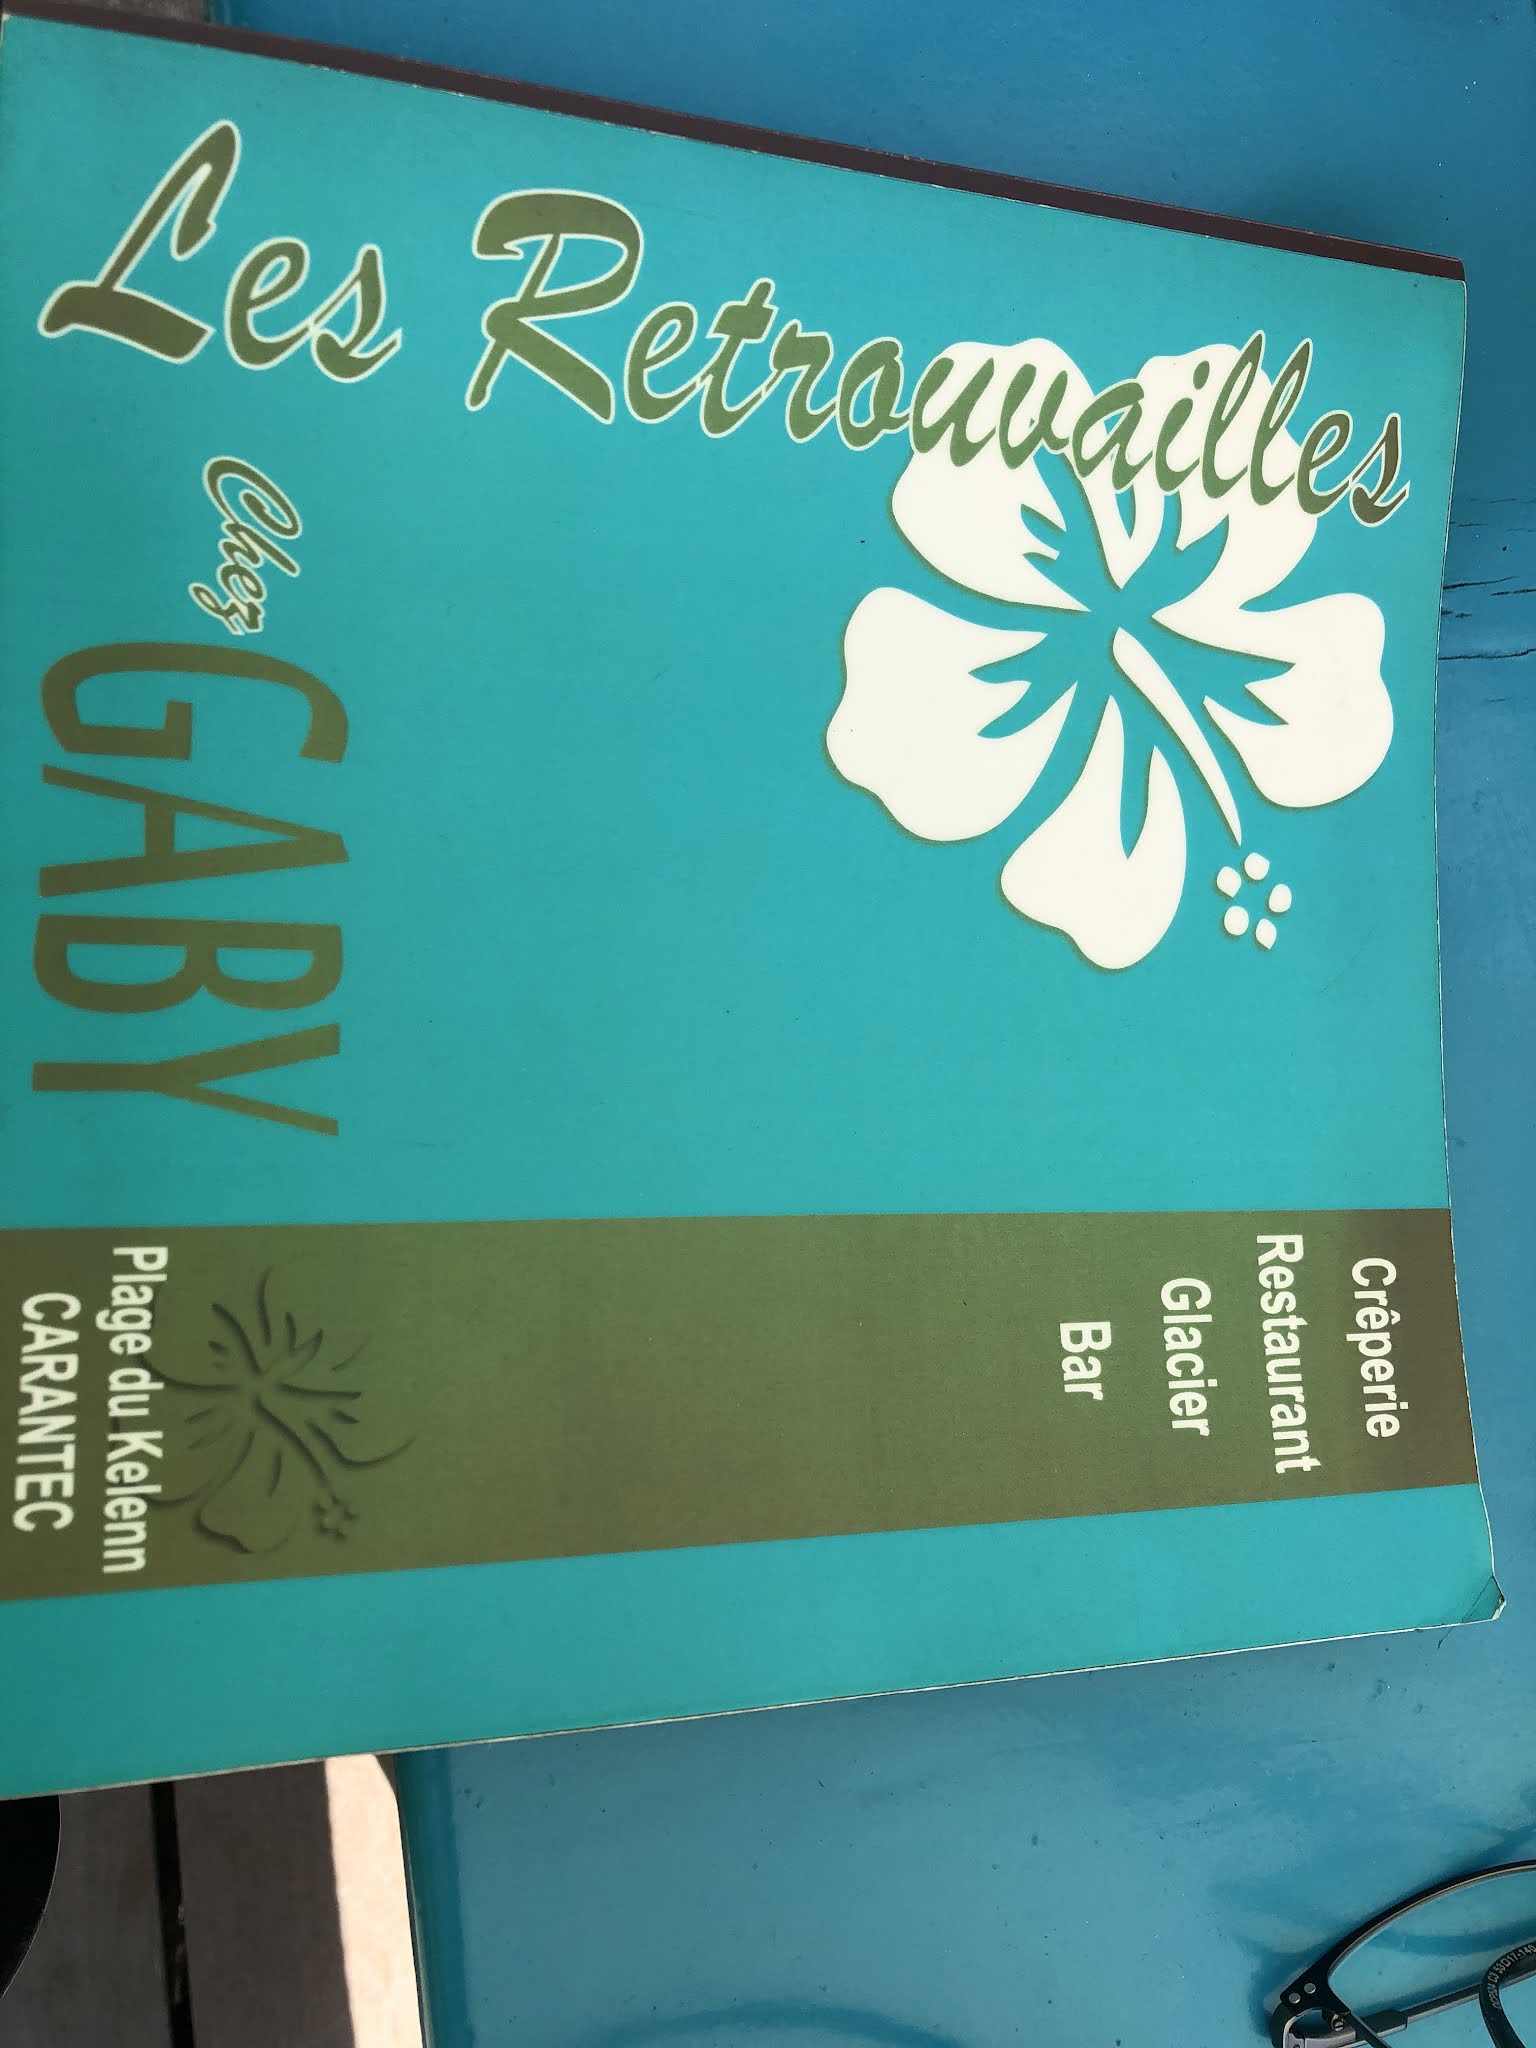 Les Retrouvailles
Chez GABY
Crêperie
Restaurant
Glacier
Bar
Plage du Kelenn
CARANTEC